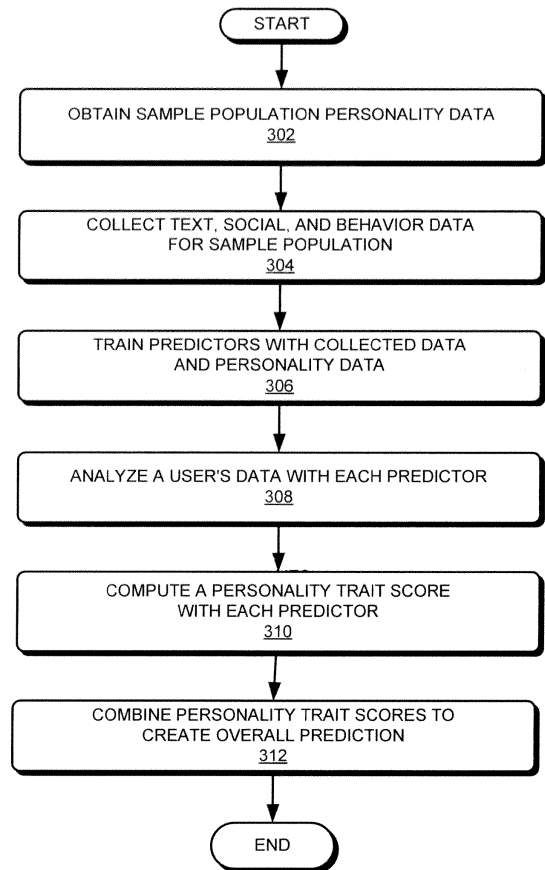 START
OBTAIN SAMPLE POPULATION PERSONALITY DATA
302
COLLECT TEXT, SOCIAL, AND BEHAVIOR DATA
FOR SAMPLE POPULATION
304
TRAIN PREDICTORS WITH COLLECTED DATA
AND PERSONALITY DATA
306
ANALYZE A USER'S DATA WITH EACH PREDICTOR
308
COMPUTE A PERSONALITY TRAIT SCORE
WITH EACH PREDICTOR
310
COMBINE PERSONALITY TRAIT SCORES TO
CREATE OVERALL PREDICTION
312
END